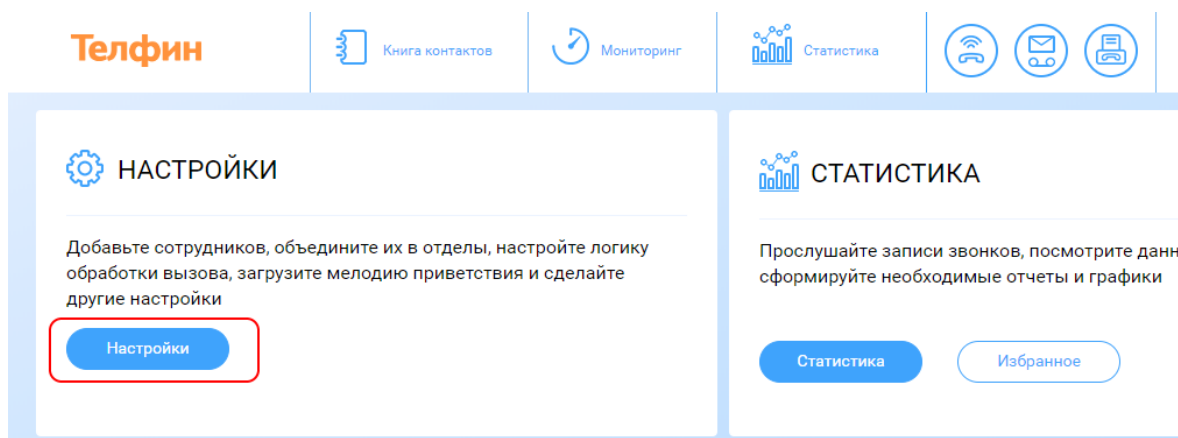 Телфин
Книга контактов
Мониторинг
Статистика
НАСТРОЙКИ
Добавьте сотрудников, объедините их в отделы, настройте логику
обработки вызова, загрузите мелодию приветствия и сделайте
другие настройки
Настройки
СТАТИСТИКА
Прослушайте записи звонков, посмотрите данн
сформируйте необходимые отчеты и графики
Статистика
Избранное